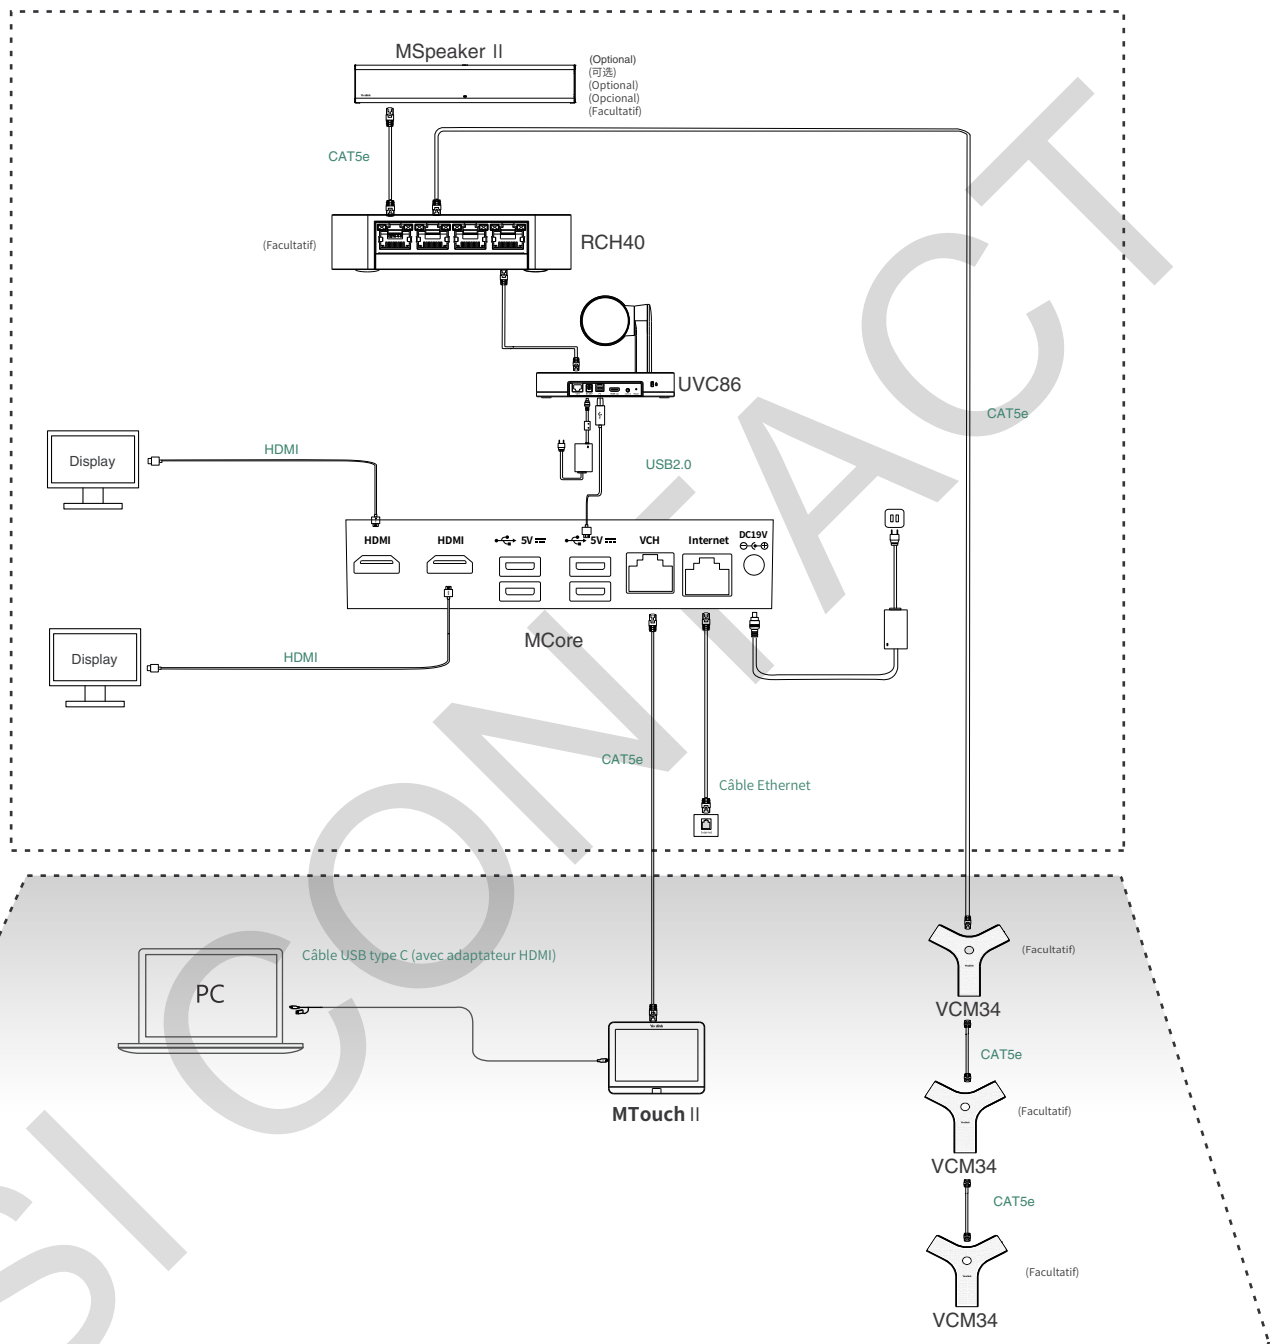 MSpeaker II
(Optional)
(可选)
(Optional)
(Opcional)
(Facultatif)
CAT5e
(Facultatif)
RCH40
UVC86
CAT5e
HDMI
Display
USB2.0
HDMI
HDMI
5V
5V
VCH
Internet
DC19V
MCore
Display
HDMI
CAT5e
Câble Ethernet
Câble USB type C (avec adaptateur HDMI)
PC
(Facultatif)
VCM34
CAT5e
MTouch II
(Facultatif)
VCM34
CAT5e
(Facultatif)
VCM34
SI CONTACT